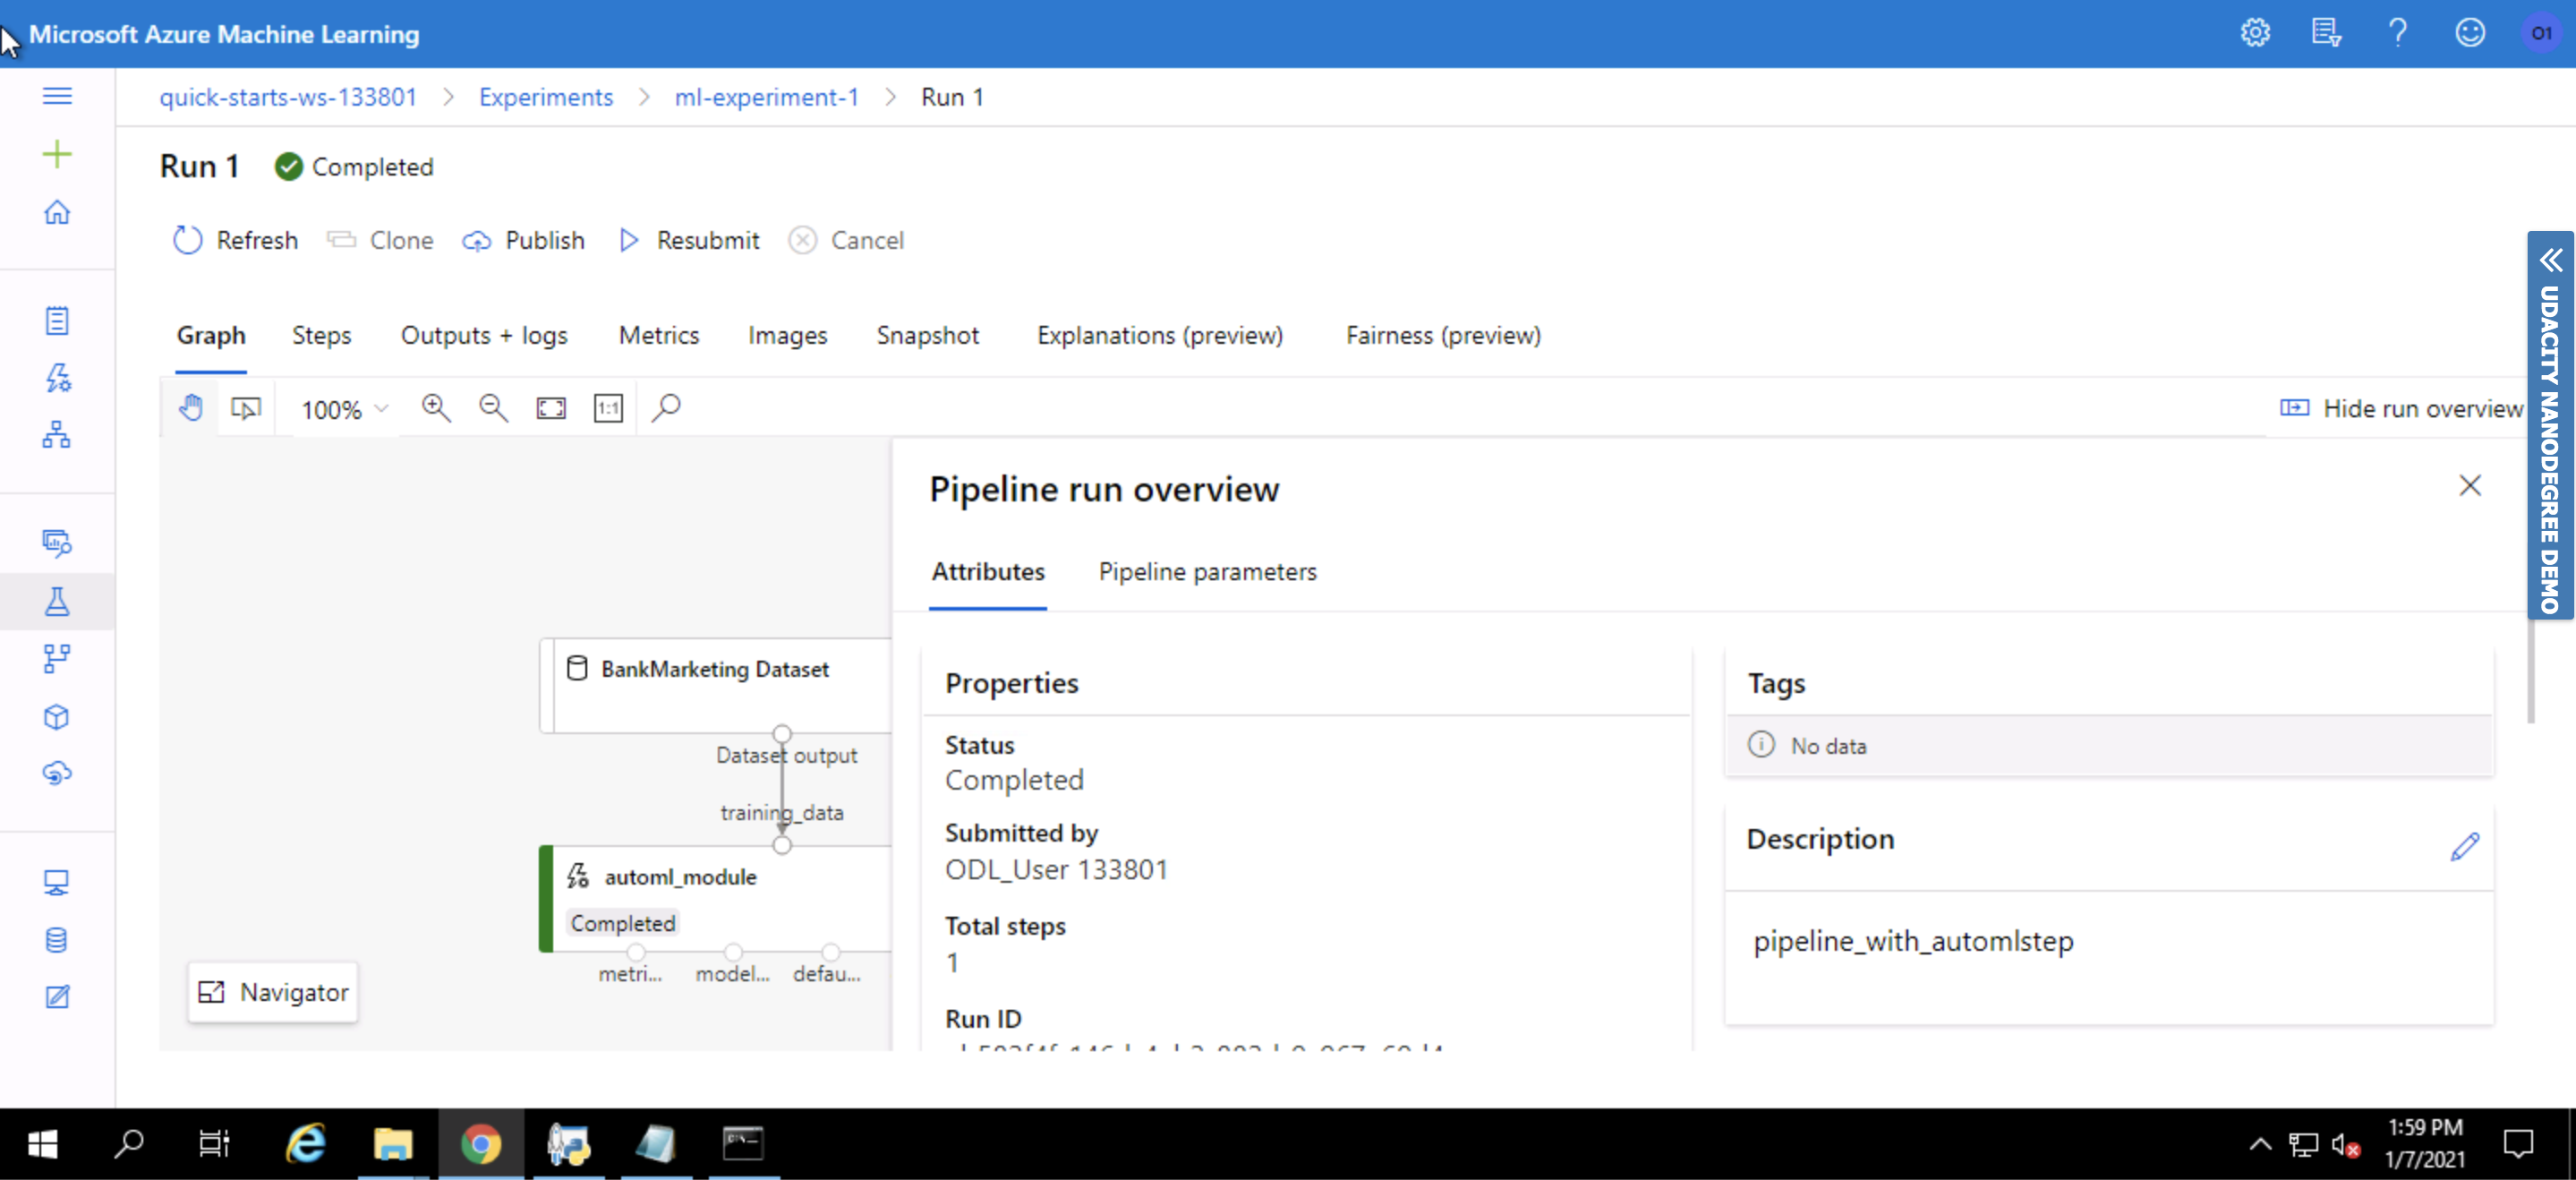 Microsoft Azure Machine Learning
01
quick-starts-ws-133801 > Experiments > ml-experiment-1 > Run 1
Run 1 Completed
Refresh Clone Publish Resubmit Cancel
Graph Steps Outputs + logs Metrics Images Snapshot Explanations (preview) Fairness (preview)
100% 1:1 Hide run overview
UDACITY NANODEGREE DEMO
Pipeline run overview
Attributes Pipeline parameters
BankMarketing Dataset
Dataset output
training_data
automl_module
Completed
metri... model... defau...
Navigator
Properties
Status
Completed
Submitted by
ODL_User 133801
Total steps
1
Run ID
Tags
No data
Description
pipeline_with_automlstep
1:59 PM
1/7/2021